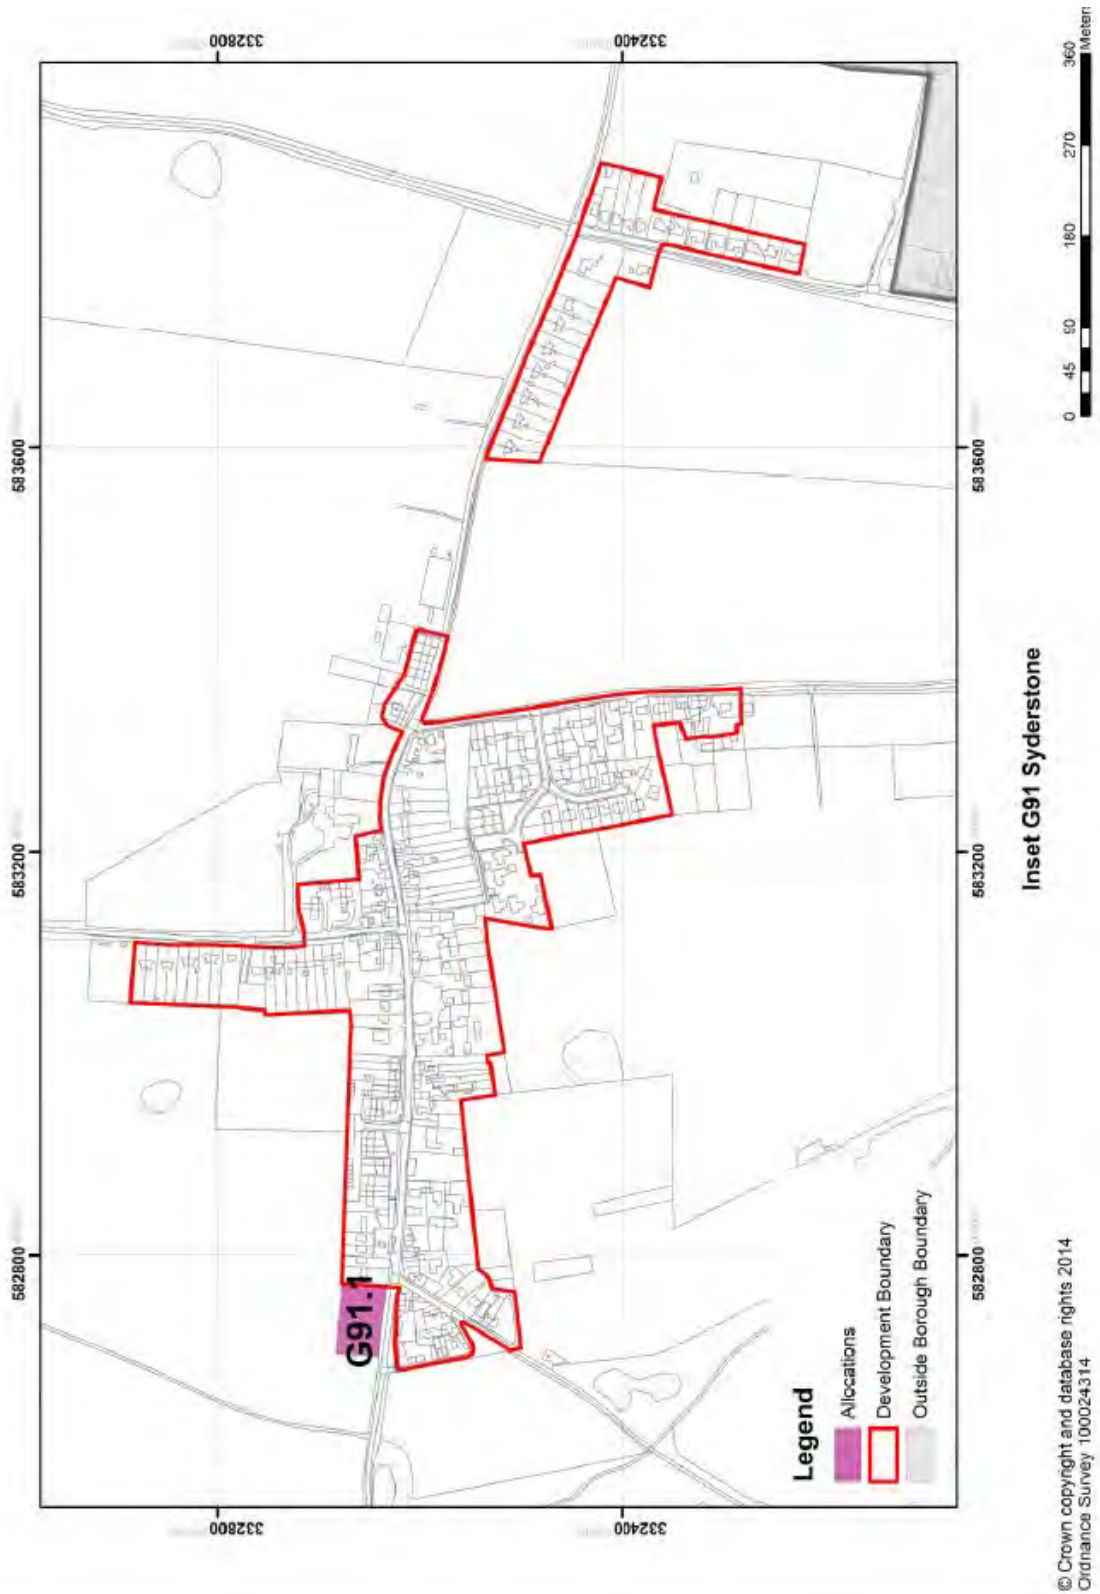 582800
583200
583600
332800
332800
G91.1
332400
332400
Legend
Allocations
Development Boundary
Outside Borough Boundary
582800
583200
583600
Inset G91 Syderstone
0 45 90 180 270 360
Meters
© Crown copyright and database rights 2014
Ordnance Survey 100024314